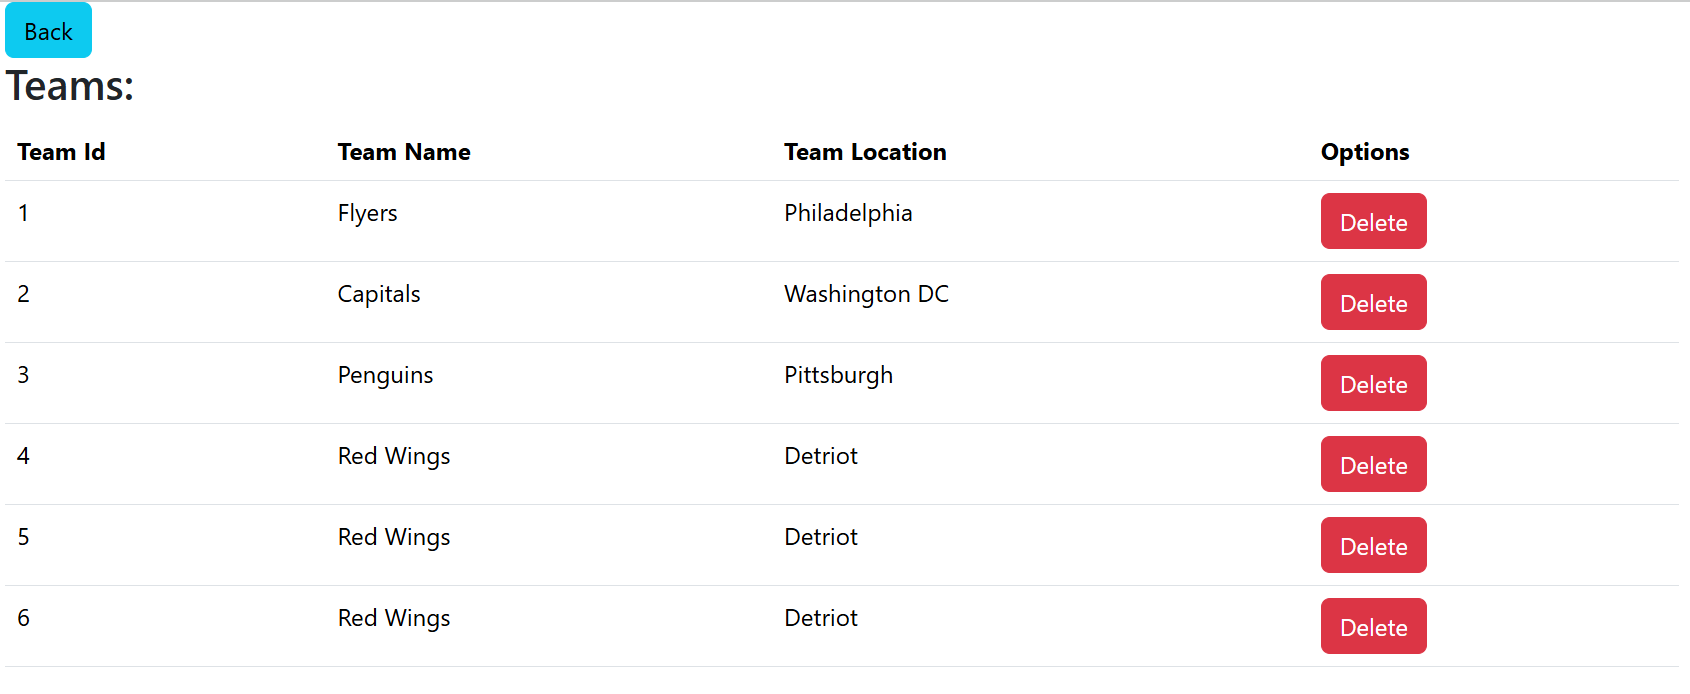 Back
Teams:
Team Id Team Name Team Location Options
1 Flyers Philadelphia Delete
2 Capitals Washington DC Delete
3 Penguins Pittsburgh Delete
4 Red Wings Detriot Delete
5 Red Wings Detriot Delete
6 Red Wings Detriot Delete